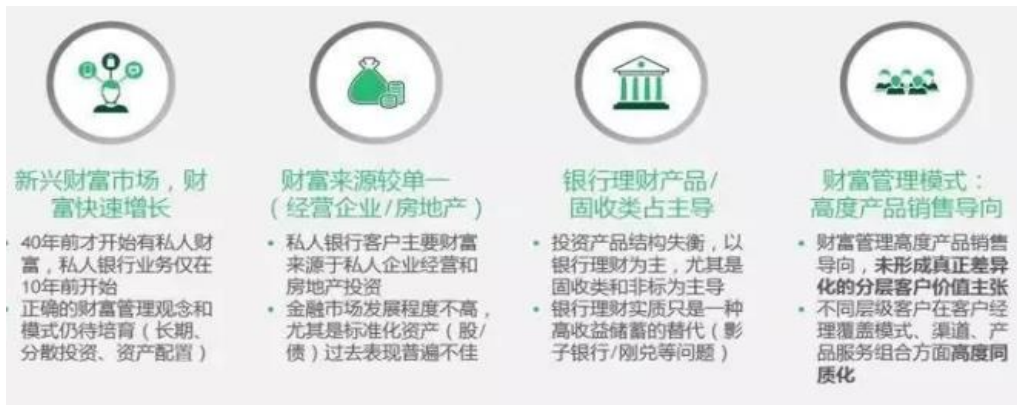 新兴财富市场，财
富快速增长
• 40年前才开始有私人财
富，私人银行业务仅在
10年前开始
• 正确的财富管理观念和
模式仍待培育（长期、
分散投资、资产配置）
财富来源较单一
（经营企业/房地产）
• 私人银行客户主要财富
来源于私人企业经营和
房地产投资
• 金融市场发展程度不高，
尤其是标准化资产（股/
债）过去表现普遍不佳
银行理财产品/
固收类占主导
• 投资产品结构失衡，以
银行理财为主，尤其是
固收类和非标为主导
• 银行理财实质只是一种
高收益储蓄的替代（影
子银行/刚兑等问题）
财富管理模式：
高度产品销售导向
• 财富管理高度产品销售
导向，未形成真正差异
化的分层客户价值主张
• 不同层级客户在客户经
理覆盖模式、渠道、产
品服务组合方面高度同
质化